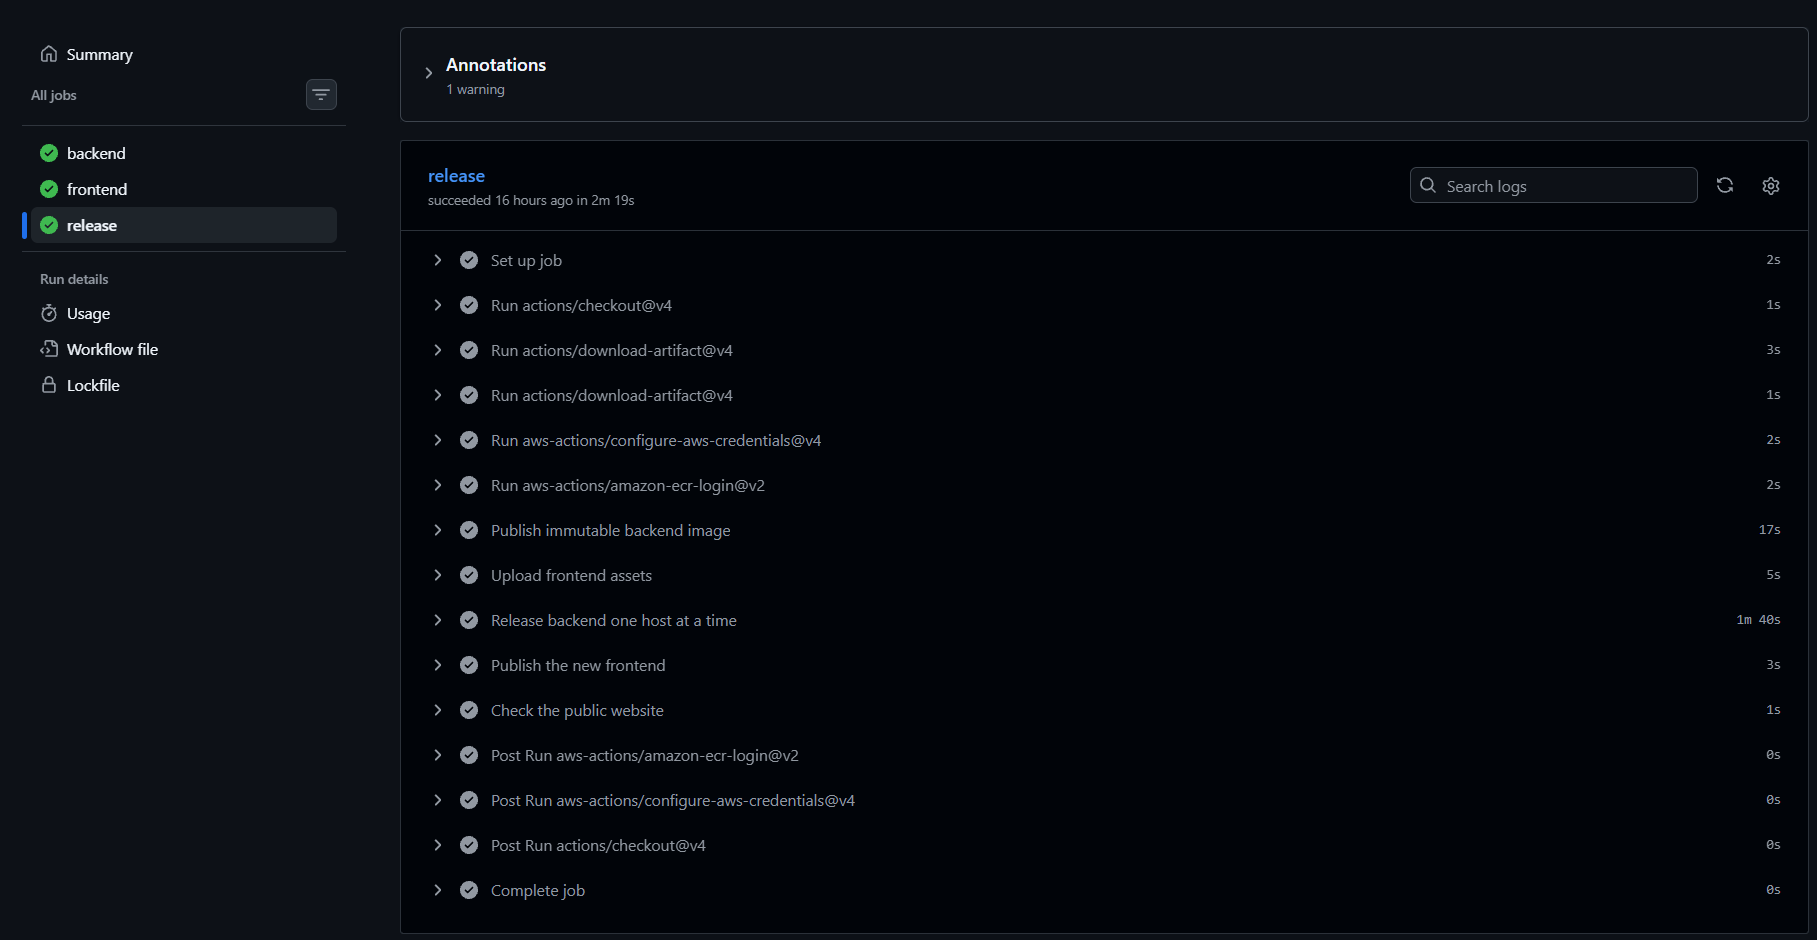 Summary
All jobs
backend
frontend
release
Run details
Usage
Workflow file
Lockfile
Annotations
1 warning
release
succeeded 16 hours ago in 2m 19s
Search logs
Set up job 2s
Run actions/checkout@v4 1s
Run actions/download-artifact@v4 3s
Run actions/download-artifact@v4 1s
Run aws-actions/configure-aws-credentials@v4 2s
Run aws-actions/amazon-ecr-login@v2 2s
Publish immutable backend image 17s
Upload frontend assets 5s
Release backend one host at a time 1m 40s
Publish the new frontend 3s
Check the public website 1s
Post Run aws-actions/amazon-ecr-login@v2 0s
Post Run aws-actions/configure-aws-credentials@v4 0s
Post Run actions/checkout@v4 0s
Complete job 0s